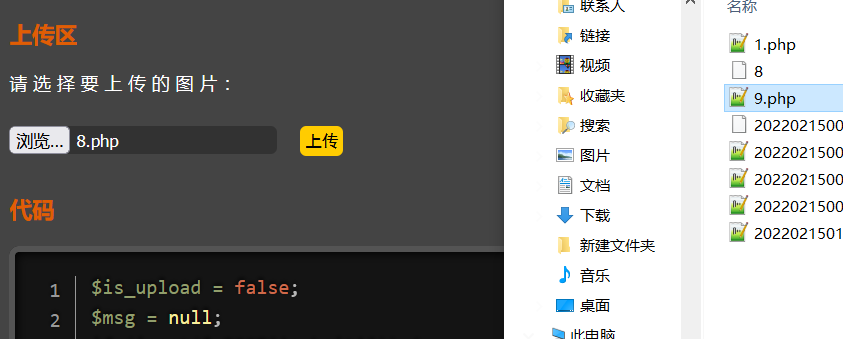 上传区
请选择要上传的图片：
浏览... 8.php 上传
代码
1 $is_upload = false;
2 $msg = null;
联系人
链接
视频
收藏夹
搜索
图片
文档
下载
新建文件夹
音乐
桌面
此电脑
名称
1.php
8
9.php
2022021500
2022021500
2022021500
2022021500
2022021501